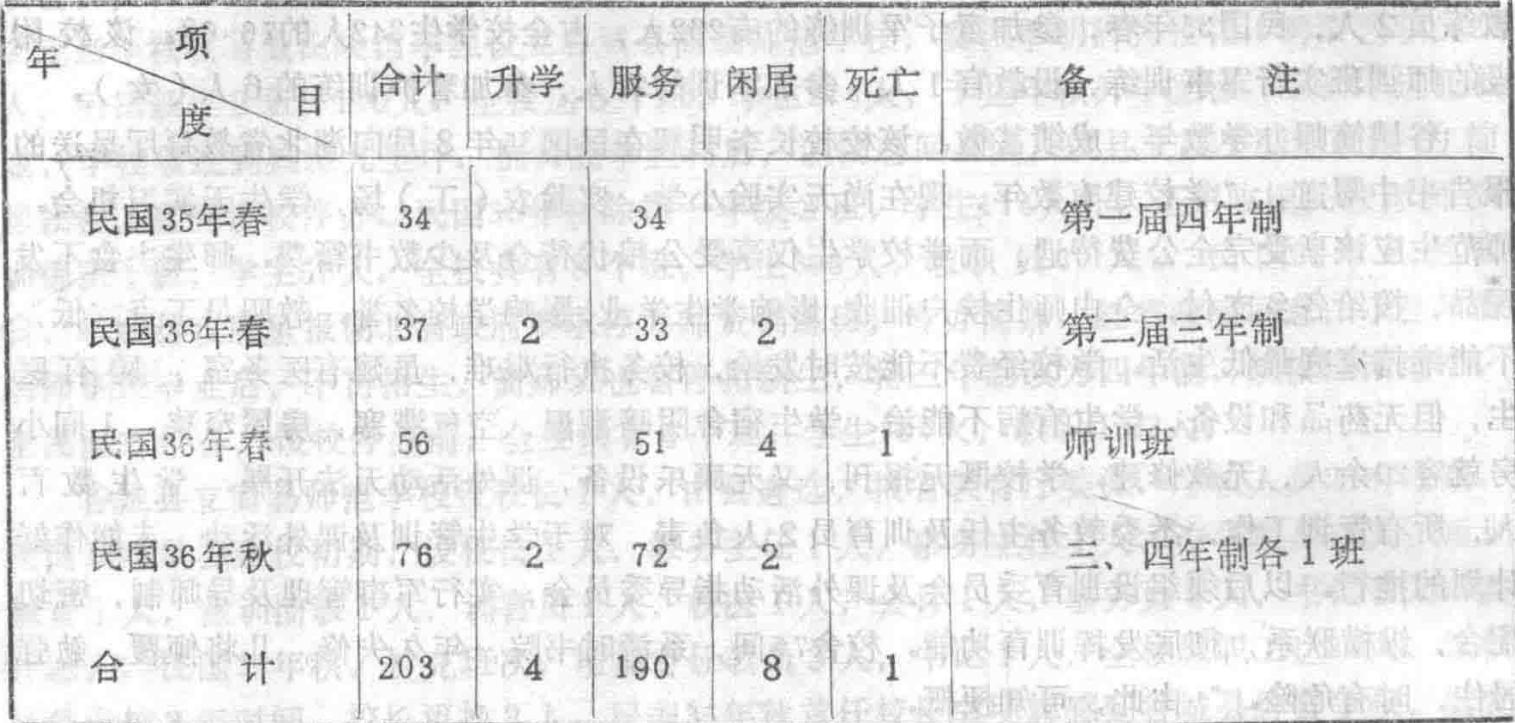 年度 项目 合计 升学 服务 闲居 死亡 备注
民国35年春 34 34 第一届四年制
民国36年春 37 2 33 2 第二届三年制
民国36年春 56 51 4 1 师训班
民国36年秋 76 2 72 2 三、四年制各1班
合计 203 4 190 8 1